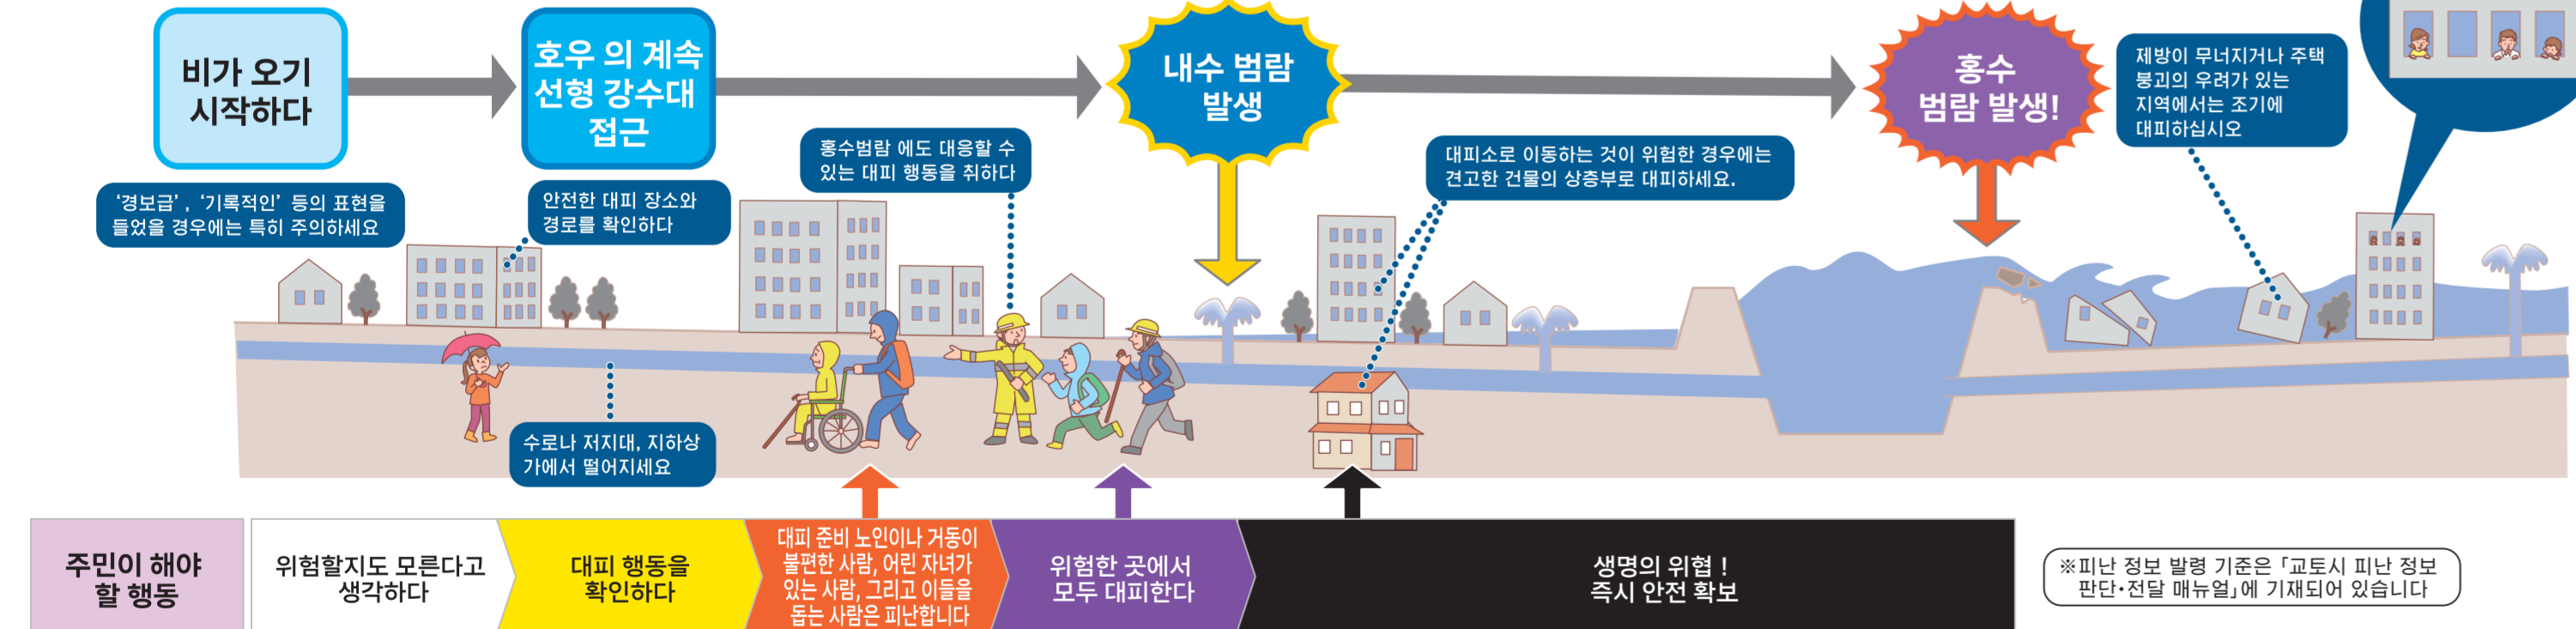 비가 오기
시작하다
호우 의 계속
선형 강수대
접근
내수 범람
발생
홍수
범람 발생!
제방이 무너지거나 주택
붕괴의 우려가 있는
지역에서는 조기에
대피하십시오
홍수범람 에도 대응할 수
있는 대피 행동을 취하다
대피소로 이동하는 것이 위험한 경우에는
견고한 건물의 상층부로 대피하세요.
‘경보급’, ‘기록적인’ 등의 표현을
들었을 경우에는 특히 주의하세요
안전한 대피 장소와
경로를 확인하다
수로나 저지대, 지하상
가에서 떨어지세요
주민이 해야
할 행동
위험할지도 모른다고
생각하다
대피 행동을
확인하다
대피 준비 노인이나 거동이
불편한 사람, 어린 자녀가
있는 사람, 그리고 이들을
돕는 사람은 피난합니다
위험한 곳에서
모두 대피한다
생명의 위협 !
즉시 안전 확보
※피난 정보 발령 기준은 「교토시 피난 정보
판단·전달 매뉴얼」에 기재되어 있습니다